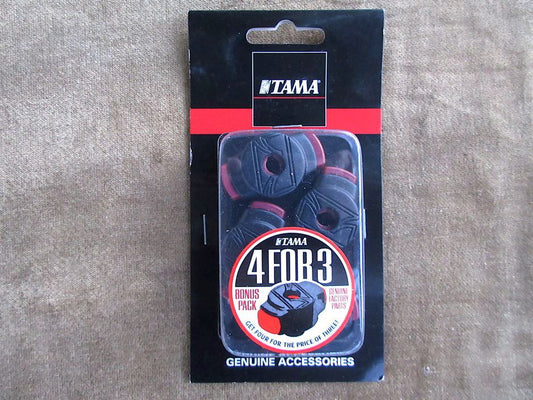 TAMA
TAMA
4 FOR 3
BONUS
PACK
GENUINE
FACTORY
PARTS
GET FOUR FOR THE PRICE OF THREE!
GENUINE ACCESSORIES